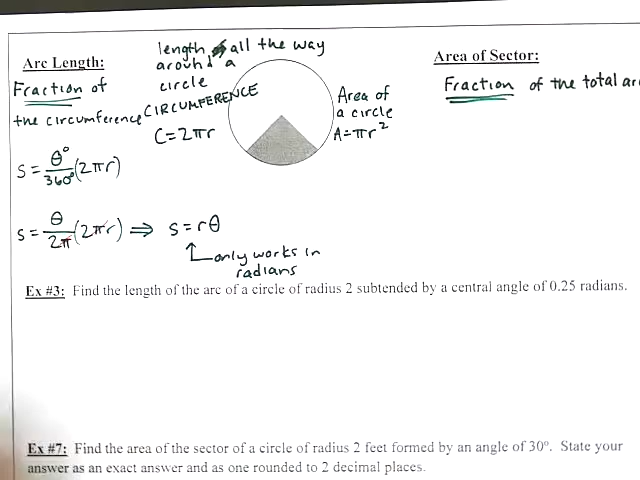 Arc Length:
Fraction of
the circumference
length all the way
around a
circle
CIRCUMFERENCE
C=2πr
Area of
a circle
A=πr²
Area of Sector:
Fraction of the total
s = θ°/360° (2πr)
s = θ/2π (2πr) ⇒ s = rθ
only works in
radians
Ex #3: Find the length of the arc of a circle of radius 2 subtended by a central angle of 0.25 radians.
Ex #7: Find the area of the sector of a circle of radius 2 feet formed by an angle of 30°. State your
answer as an exact answer and as one rounded to 2 decimal places.